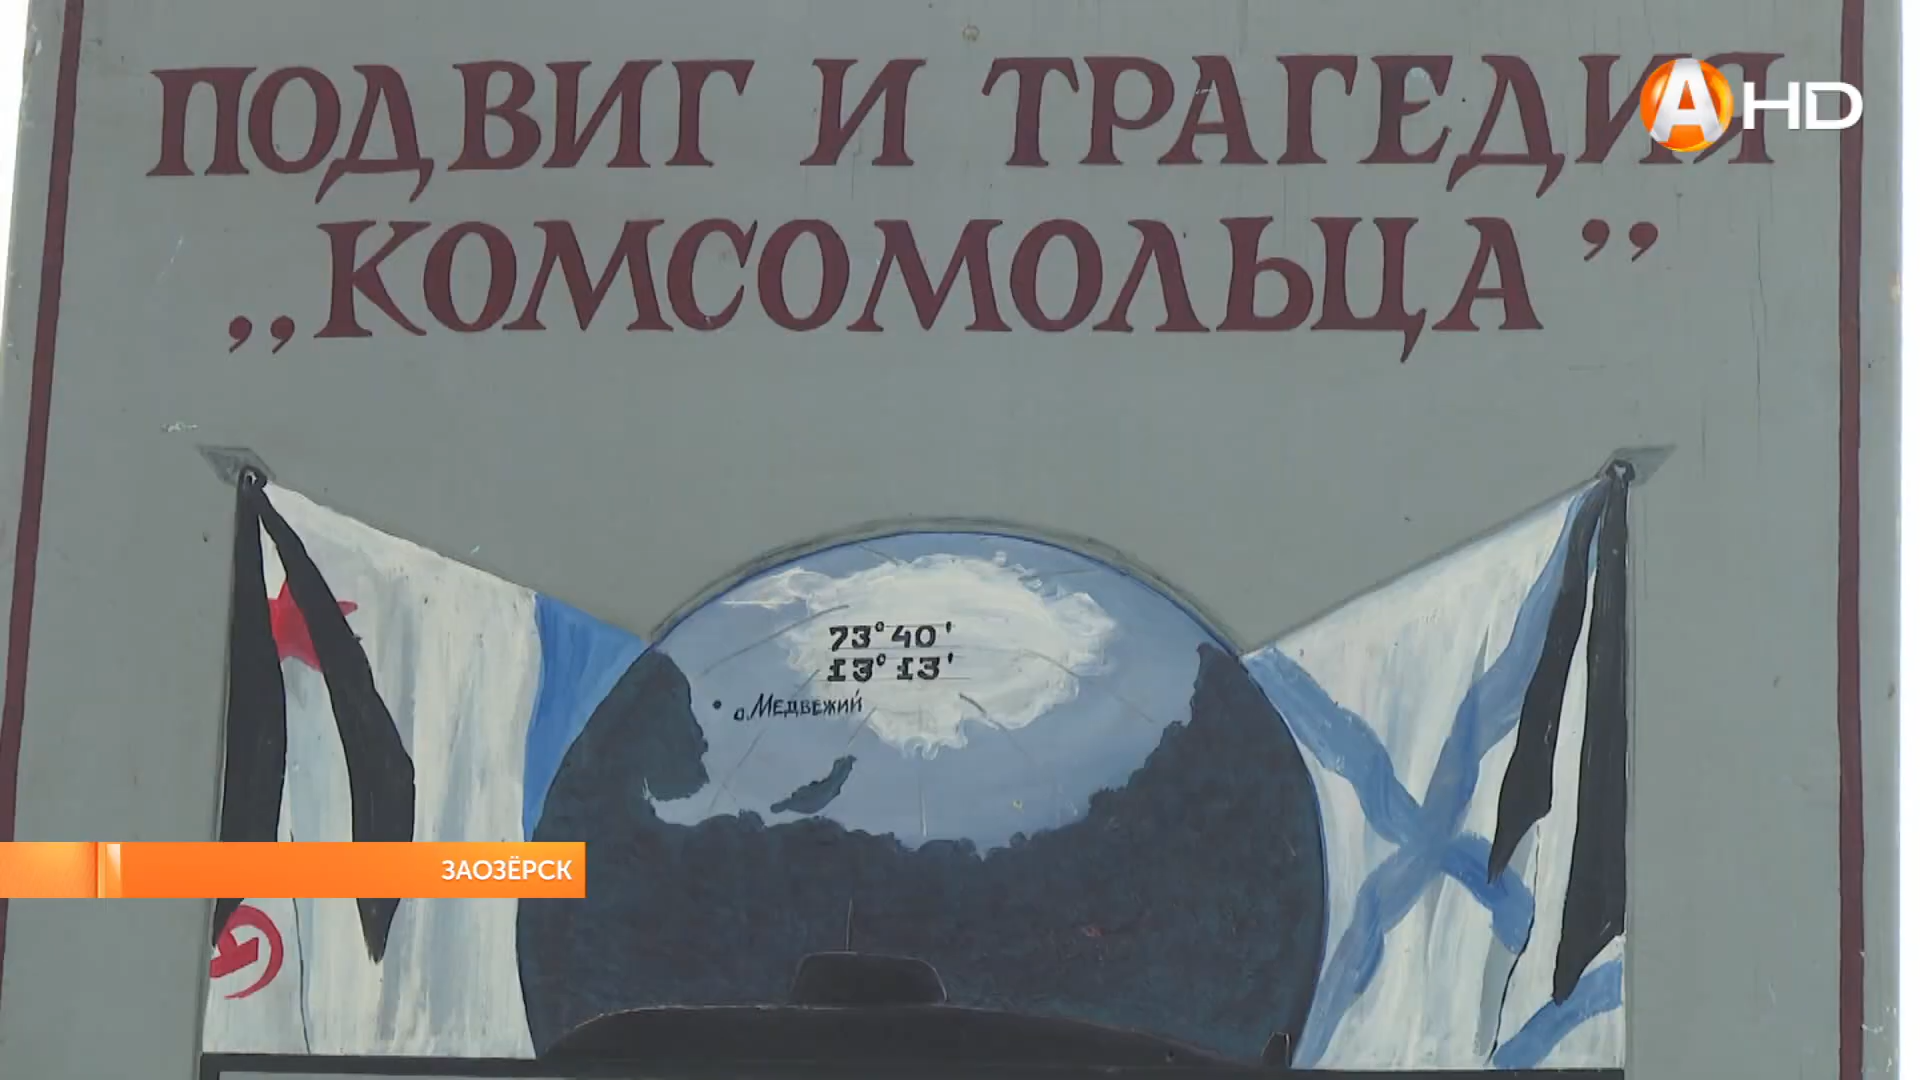 ПОДВИГ И ТРАГЕДИЯ
„КОМСОМОЛЬЦА”
А HD
73° 40'
13° 13'
о. Медвежий
ЗАОЗЁРСК